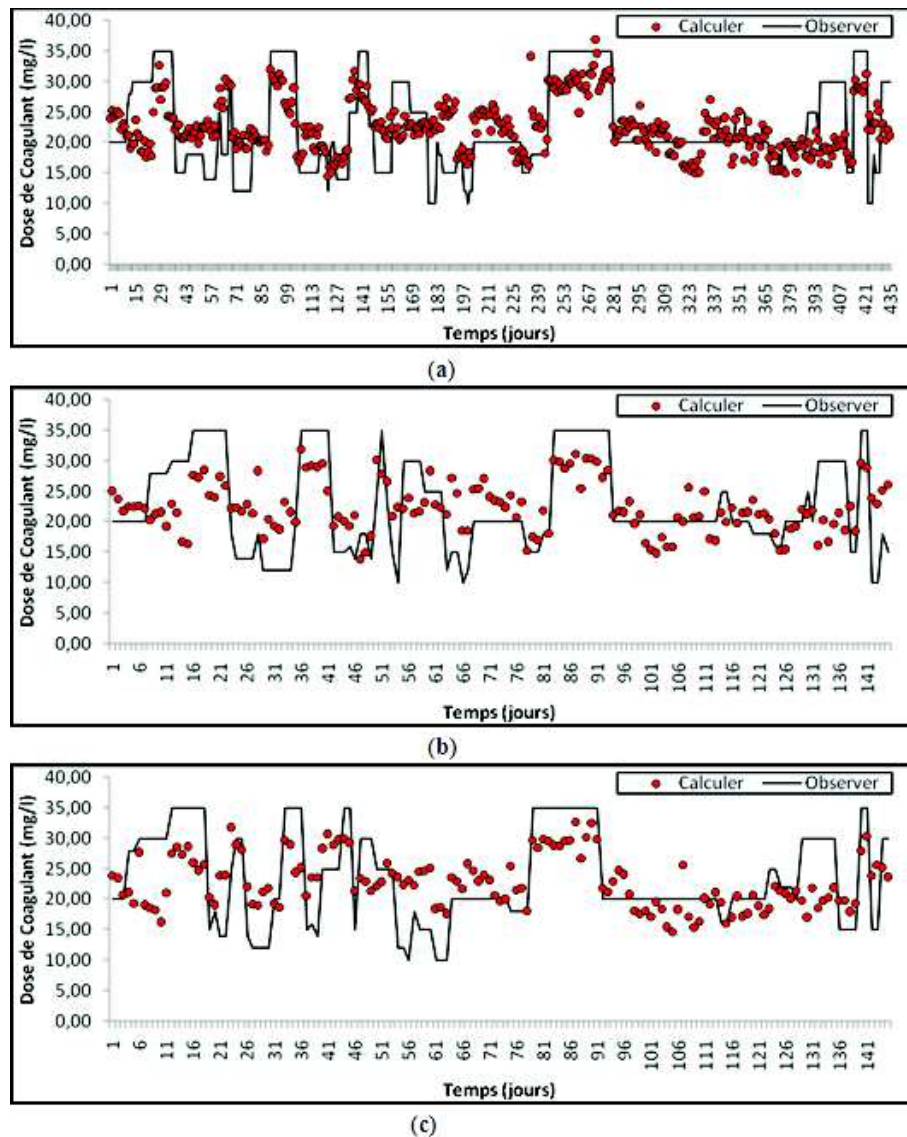 40,00
35,00
30,00
25,00
20,00
15,00
10,00
5,00
0,00
Dose de Coagulant (mg/l)
Calculer
Observer
1 15 29 43 57 71 85 99 113 127 141 155 169 183 197 211 225 239 253 267 281 295 309 323 337 351 365 379 393 407 421 435
Temps (jours)
(a)
40,00
35,00
30,00
25,00
20,00
15,00
10,00
5,00
0,00
Dose de Coagulant (mg/l)
Calculer
Observer
1 6 11 16 21 26 31 36 41 46 51 56 61 66 71 76 81 86 91 96 101 106 111 116 121 126 131 136 141
Temps (jours)
(b)
40,00
35,00
30,00
25,00
20,00
15,00
10,00
5,00
0,00
Dose de Coagulant (mg/l)
Calculer
Observer
1 6 11 16 21 26 31 36 41 46 51 56 61 66 71 76 81 86 91 96 101 106 111 116 121 126 131 136 141
Temps (jours)
(c)